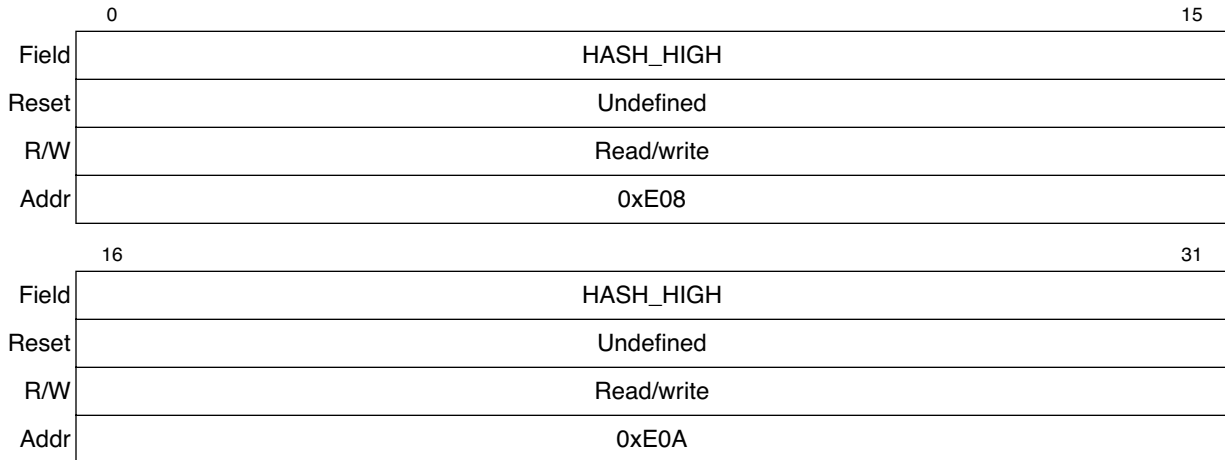 0 15
Field HASH_HIGH
Reset Undefined
R/W Read/write
Addr 0xE08
16 31
Field HASH_HIGH
Reset Undefined
R/W Read/write
Addr 0xE0A